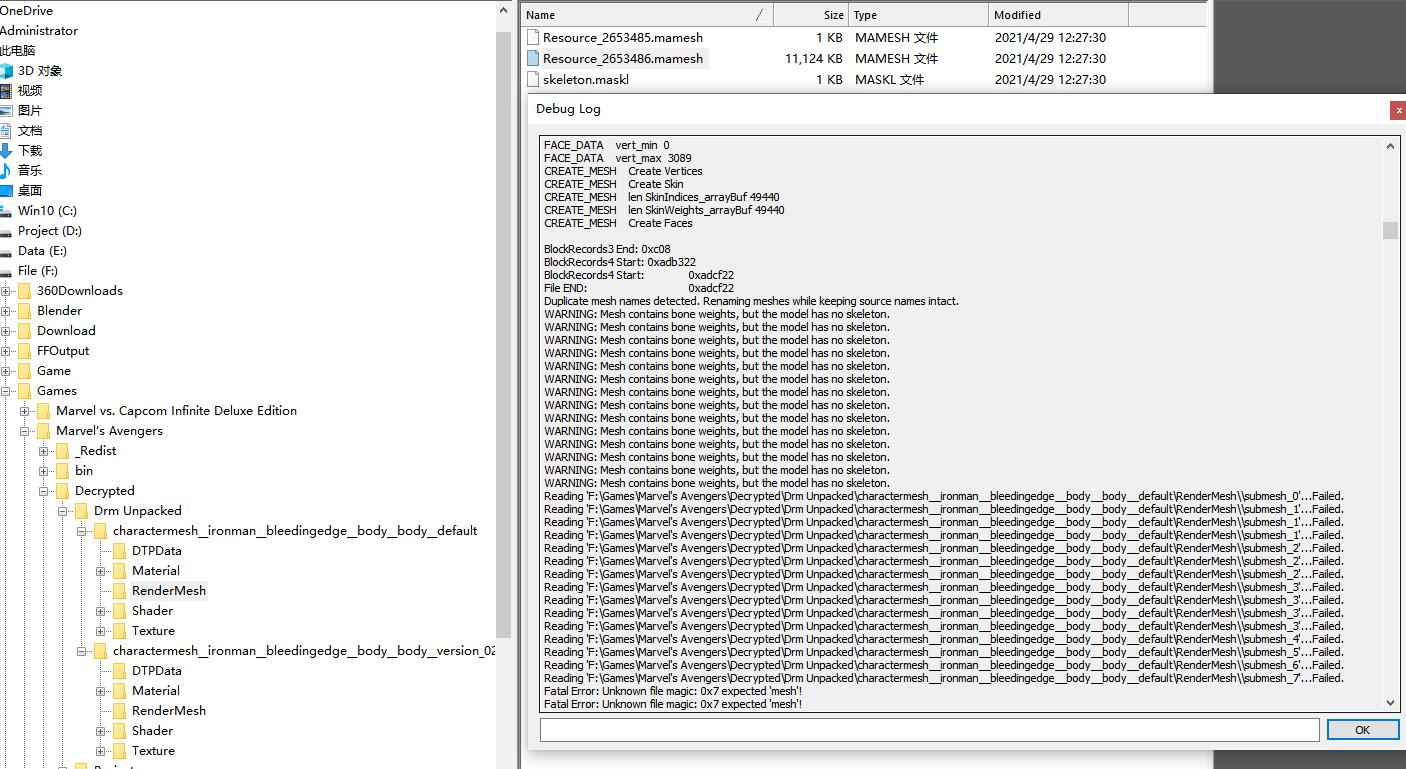 OneDrive
Administrator
此电脑
3D 对象
视频
图片
文档
下载
音乐
桌面
Win10 (C:)
Project (D:)
Data (E:)
File (F:)
360Downloads
Blender
Download
FFOutput
Game
Games
Marvel vs. Capcom Infinite Deluxe Edition
Marvel's Avengers
_Redist
bin
Decrypted
Drm Unpacked
charactermesh__ironman__bleedingedge__body__body__default
DTPData
Material
RenderMesh
Shader
Texture
charactermesh__ironman__bleedingedge__body__body__version_02
DTPData
Material
RenderMesh
Shader
Texture
Name Size Type Modified
Resource_2653485.mamesh 1 KB MAMESH 文件 2021/4/29 12:27:30
Resource_2653486.mamesh 11,124 KB MAMESH 文件 2021/4/29 12:27:30
skeleton.maskl 1 KB MASKL 文件 2021/4/29 12:27:30
Debug Log
x
FACE_DATA vert_min 0
FACE_DATA vert_max 3089
CREATE_MESH Create Vertices
CREATE_MESH Create Skin
CREATE_MESH len SkinIndices_arrayBuf 49440
CREATE_MESH len SkinWeights_arrayBuf 49440
CREATE_MESH Create Faces
BlockRecords3 End: 0xc08
BlockRecords4 Start: 0xadb322
BlockRecords4 Start: 0xadcf22
File END: 0xadcf22
Duplicate mesh names detected. Renaming meshes while keeping source names intact.
WARNING: Mesh contains bone weights, but the model has no skeleton.
WARNING: Mesh contains bone weights, but the model has no skeleton.
WARNING: Mesh contains bone weights, but the model has no skeleton.
WARNING: Mesh contains bone weights, but the model has no skeleton.
WARNING: Mesh contains bone weights, but the model has no skeleton.
WARNING: Mesh contains bone weights, but the model has no skeleton.
WARNING: Mesh contains bone weights, but the model has no skeleton.
WARNING: Mesh contains bone weights, but the model has no skeleton.
WARNING: Mesh contains bone weights, but the model has no skeleton.
WARNING: Mesh contains bone weights, but the model has no skeleton.
WARNING: Mesh contains bone weights, but the model has no skeleton.
WARNING: Mesh contains bone weights, but the model has no skeleton.
WARNING: Mesh contains bone weights, but the model has no skeleton.
WARNING: Mesh contains bone weights, but the model has no skeleton.
Reading 'F:\Games\Marvel's Avengers\Decrypted\Drm Unpacked\charactermesh__ironman__bleedingedge__body__body__default\RenderMesh\\submesh_0'...Failed.
Reading 'F:\Games\Marvel's Avengers\Decrypted\Drm Unpacked\charactermesh__ironman__bleedingedge__body__body__default\RenderMesh\\submesh_1'...Failed.
Reading 'F:\Games\Marvel's Avengers\Decrypted\Drm Unpacked\charactermesh__ironman__bleedingedge__body__body__default\RenderMesh\\submesh_1'...Failed.
Reading 'F:\Games\Marvel's Avengers\Decrypted\Drm Unpacked\charactermesh__ironman__bleedingedge__body__body__default\RenderMesh\\submesh_1'...Failed.
Reading 'F:\Games\Marvel's Avengers\Decrypted\Drm Unpacked\charactermesh__ironman__bleedingedge__body__body__default\RenderMesh\\submesh_2'...Failed.
Reading 'F:\Games\Marvel's Avengers\Decrypted\Drm Unpacked\charactermesh__ironman__bleedingedge__body__body__default\RenderMesh\\submesh_2'...Failed.
Reading 'F:\Games\Marvel's Avengers\Decrypted\Drm Unpacked\charactermesh__ironman__bleedingedge__body__body__default\RenderMesh\\submesh_2'...Failed.
Reading 'F:\Games\Marvel's Avengers\Decrypted\Drm Unpacked\charactermesh__ironman__bleedingedge__body__body__default\RenderMesh\\submesh_3'...Failed.
Reading 'F:\Games\Marvel's Avengers\Decrypted\Drm Unpacked\charactermesh__ironman__bleedingedge__body__body__default\RenderMesh\\submesh_3'...Failed.
Reading 'F:\Games\Marvel's Avengers\Decrypted\Drm Unpacked\charactermesh__ironman__bleedingedge__body__body__default\RenderMesh\\submesh_3'...Failed.
Reading 'F:\Games\Marvel's Avengers\Decrypted\Drm Unpacked\charactermesh__ironman__bleedingedge__body__body__default\RenderMesh\\submesh_3'...Failed.
Reading 'F:\Games\Marvel's Avengers\Decrypted\Drm Unpacked\charactermesh__ironman__bleedingedge__body__body__default\RenderMesh\\submesh_4'...Failed.
Reading 'F:\Games\Marvel's Avengers\Decrypted\Drm Unpacked\charactermesh__ironman__bleedingedge__body__body__default\RenderMesh\\submesh_5'...Failed.
Reading 'F:\Games\Marvel's Avengers\Decrypted\Drm Unpacked\charactermesh__ironman__bleedingedge__body__body__default\RenderMesh\\submesh_6'...Failed.
Reading 'F:\Games\Marvel's Avengers\Decrypted\Drm Unpacked\charactermesh__ironman__bleedingedge__body__body__default\RenderMesh\\submesh_7'...Failed.
Fatal Error: Unknown file magic: 0x7 expected 'mesh'!
Fatal Error: Unknown file magic: 0x7 expected 'mesh'!
OK